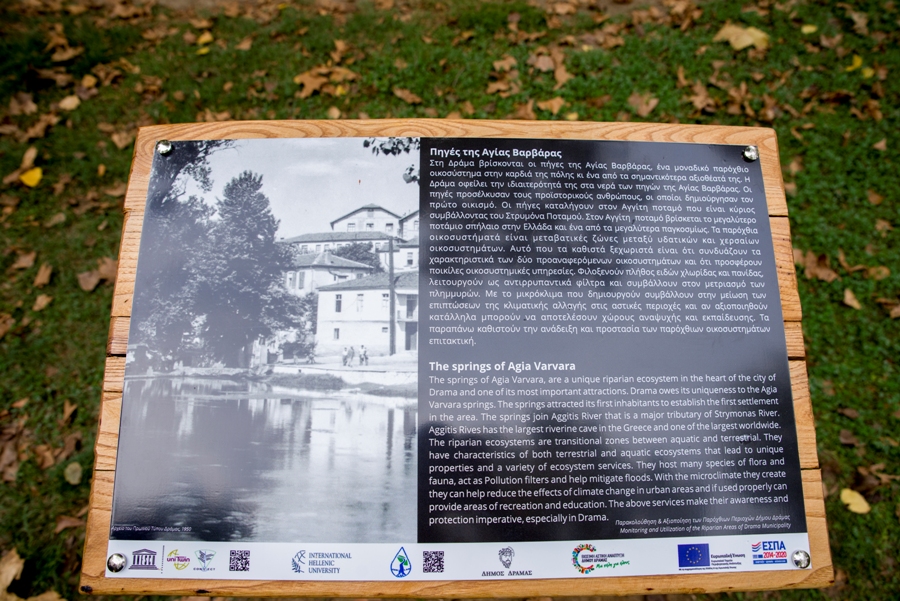 Πηγές της Αγίας Βαρβάρας
Στη Δράμα βρίσκονται οι πηγές της Αγίας Βαρβάρας, ένα μοναδικό παρόχθιο
οικοσύστημα στην καρδιά της πόλης κι ένα από τα σημαντικότερα αξιοθέατά της. Η
Δράμα οφείλει την ιδιαιτερότητά της στα νερά των πηγών της Αγίας Βαρβάρας. Οι
πηγές προσέλκυσαν τους προϊστορικούς ανθρώπους, οι οποίοι δημιούργησαν τον
πρώτο οικισμό. Οι πηγές καταλήγουν στον Αγγίτη ποταμό που είναι κύριος
συμβάλλοντας του Στρυμόνα Ποταμού. Στον Αγγίτη ποταμό βρίσκεται το μεγαλύτερο
ποτάμιο σπήλαιο στην Ελλάδα και ένα από τα μεγαλύτερα παγκοσμίως. Τα παρόχθια
οικοσυστήματά είναι μεταβατικές ζώνες μεταξύ υδατικών και χερσαίων
οικοσυστημάτων. Αυτό που τα καθιστά ξεχωριστά είναι ότι συνδυάζουν τα
χαρακτηριστικά των δύο προαναφερόμενων οικοσυστημάτων και ότι προσφέρουν
ποικίλες οικοσυστημικές υπηρεσίες. Φιλοξενούν πλήθος ειδών χλωρίδας και πανίδας,
λειτουργούν ως αντιρρυπαντικά φίλτρα και συμβάλλουν στον μετριασμό των
πλημμυρών. Με το μικρόκλιμα που δημιουργούν συμβάλλουν στην μείωση των
επιπτώσεων της κλιματικής αλλαγής στις αστικές περιοχές και αν αξιοποιηθούν
κατάλληλα μπορούν να αποτελέσουν χώρους αναψυχής και εκπαίδευσης. Τα
παραπάνω καθιστούν την ανάδειξη και προστασία των παρόχθιων οικοσυστημάτων
επιτακτική.
The springs of Agia Varvara
The springs of Agia Varvara, are a unique riparian ecosystem in the heart of the city of
Drama and one of its most important attractions. Drama owes its uniqueness to the Agia
Varvara springs. The springs attracted its first inhabitants to establish the first settlement
in the area. The springs join Aggitis River that is a major tributary of Strymonas River.
Aggitis Rives has the largest riverine cave in the Greece and one of the largest worldwide.
The riparian ecosystems are transitional zones between aquatic and terrestrial. They
have characteristics of both terrestrial and aquatic ecosystems that lead to unique
properties and a variety of ecosystem services. They host many species of flora and
fauna, act as Pollution filters and help mitigate floods. With the microclimate they create
they can help reduce the effects of climate change in urban areas and if used properly can
provide areas of recreation and education. The above services make their awareness and
protection imperative, especially in Drama.
Παρακολούθηση & Αξιοποίηση των Παρόχθιων Περιοχών Δήμου Δράμας
Monitoring and Utilization of the Riparian Areas of Drama Municipality
Αρχείο του Πρωινού Τύπου Δράμας, 1950
INTERNATIONAL
HELLENIC
UNIVERSITY
ΔΗΜΟΣ ΔΡΑΜΑΣ
Ευρωπαϊκή Ένωση
ΕΣΠΑ
2014-2020